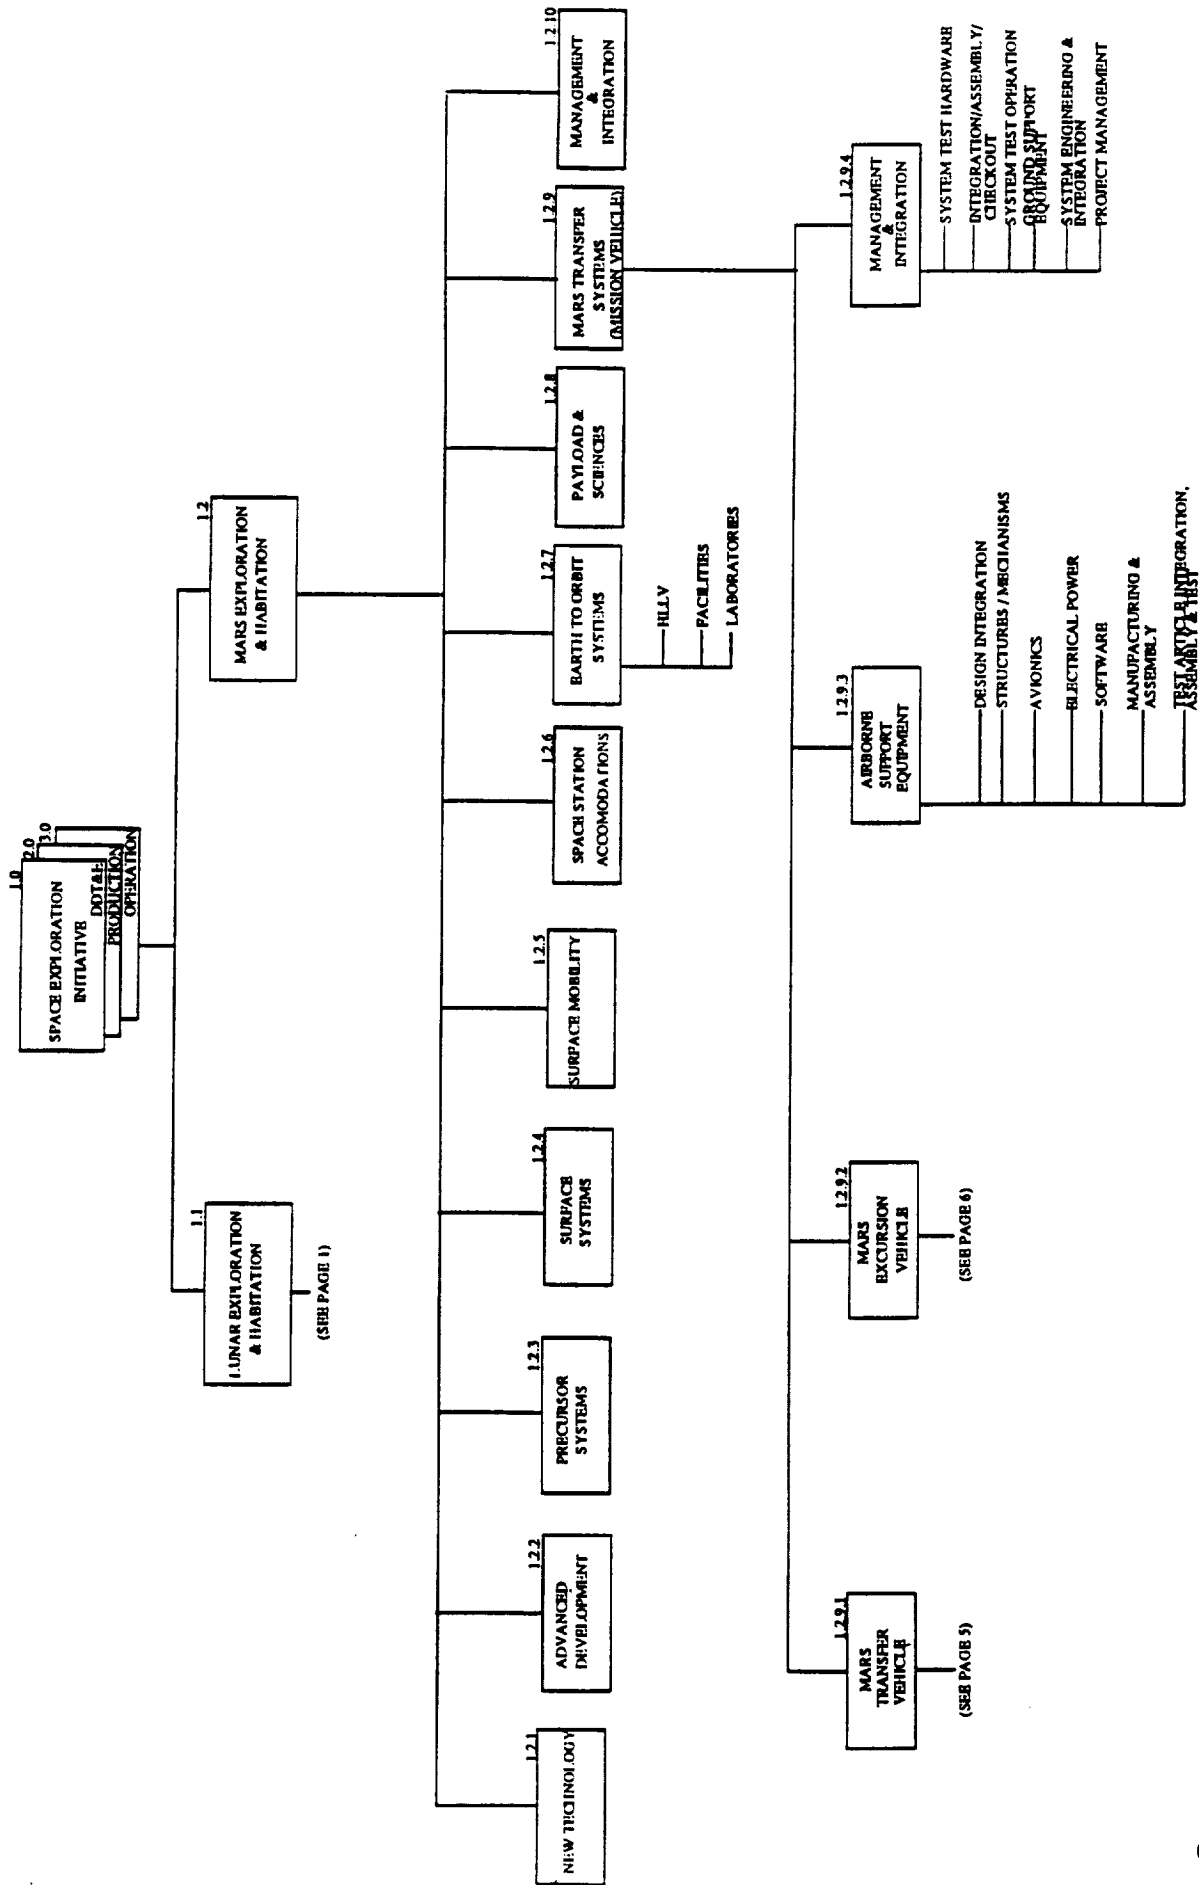 1.0
SPACE EXPLORATION
INITIATIVE
DDT&E
2.0
PRODUCTION
3.0
OPERATION
1.1
LUNAR EXPLORATION
& HABITATION
(SEE PAGE 1)
1.2
MARS EXPLORATION
& HABITATION
1.2.1
NEW TECHNOLOGY
1.2.2
ADVANCED
DEVELOPMENT
1.2.3
PRECURSOR
SYSTEMS
1.2.4
SURFACE
SYSTEMS
1.2.5
SURFACE MOBILITY
1.2.6
SPACE STATION
ACCOMODATIONS
1.2.7
EARTH TO ORBIT
SYSTEMS
HLLV
FACILITIES
LABORATORIES
1.2.8
PAYLOAD &
SCIENCES
1.2.9
MARS TRANSFER
SYSTEMS
(MISSION VEHICLE)
1.2.10
MANAGEMENT
&
INTEGRATION
1.2.9.1
MARS
TRANSFER
VEHICLE
(SEE PAGE 5)
1.2.9.2
MARS
EXCURSION
VEHICLE
(SEE PAGE 6)
1.2.9.3
AIRBORNE
SUPPORT
EQUIPMENT
DESIGN INTEGRATION
STRUCTURES / MECHANISMS
AVIONICS
ELECTRICAL POWER
SOFTWARE
MANUFACTURING &
ASSEMBLY
TEST ARTICLE INTEGRATION,
ASSEMBLY & TEST
1.2.9.4
MANAGEMENT
&
INTEGRATION
SYSTEM TEST HARDWARE
INTEGRATION/ASSEMBLY/
CHECKOUT
SYSTEM TEST OPERATION
GROUND SUPPORT
EQUIPMENT
SYSTEM ENGINEERING &
INTEGRATION
PROJECT MANAGEMENT